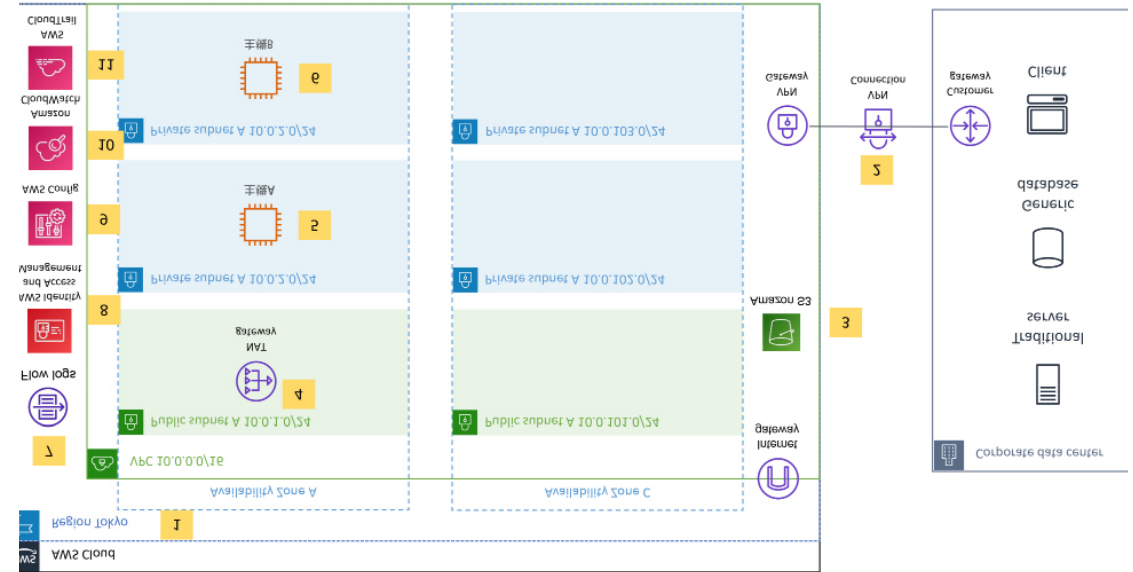 AWS Cloud
Region Tokyo
1
Availability Zone A
Availability Zone C
VPC 10.0.0.0/16
Internet
gateway
Corporate data center
7
Flow logs
Public subnet A 10.0.1.0/24
4
NAT
gateway
Public subnet A 10.0.101.0/24
Traditional
server
3
Amazon S3
8
AWS Identity
and Access
Management
Private subnet A 10.0.2.0/24
5
主機A
Private subnet A 10.0.102.0/24
Generic
database
9
AWS Config
10
Amazon
CloudWatch
Private subnet A 10.0.2.0/24
6
主機B
Private subnet A 10.0.103.0/24
2
VPN
Gateway
VPN
Connection
Customer
gateway
Client
11
AWS
CloudTrail